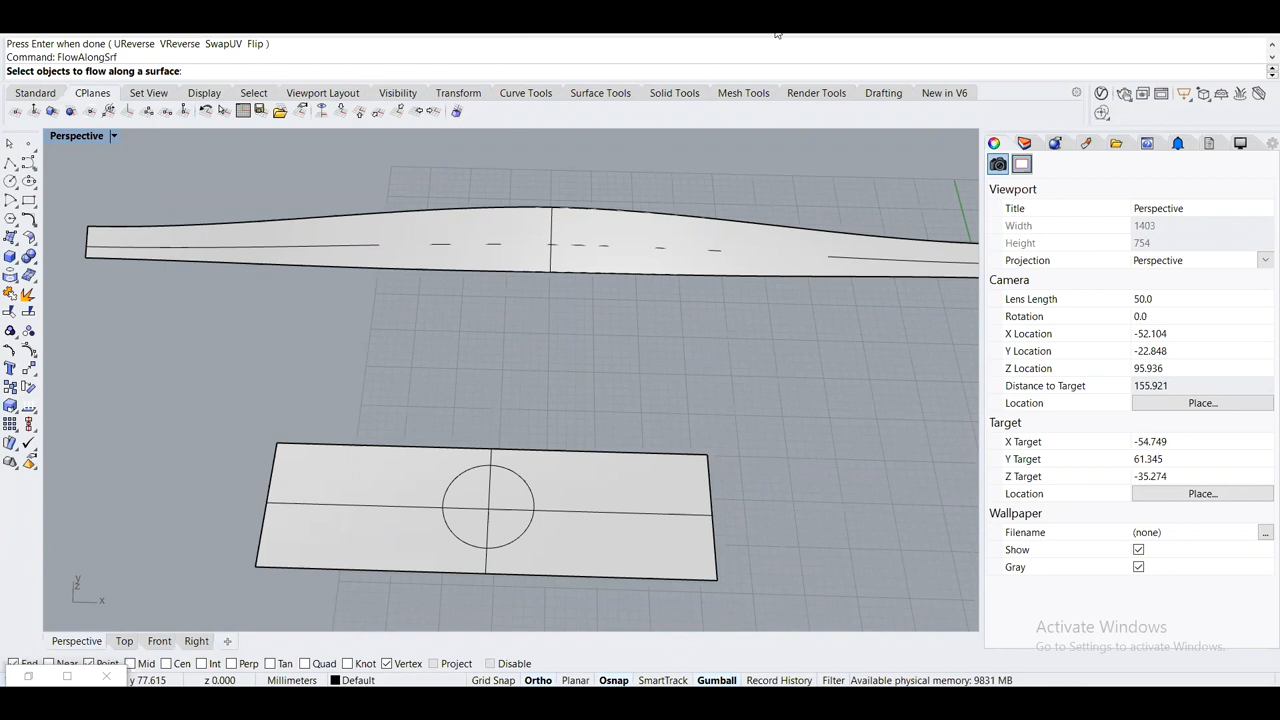 Press Enter when done ( UReverse  VReverse  SwapUV  Flip )
Command: FlowAlongSrf
Select objects to flow along a surface:
Standard CPlanes Set View Display Select Viewport Layout Visibility Transform Curve Tools Surface Tools Solid Tools Mesh Tools Render Tools Drafting New in V6
Perspective
Viewport
Title Perspective
Width 1403
Height 754
Projection Perspective
Camera
Lens Length 50.0
Rotation 0.0
X Location -52.104
Y Location -22.848
Z Location 95.936
Distance to Target 155.921
Location Place...
Target
X Target -54.749
Y Target 61.345
Z Target -35.274
Location Place...
Wallpaper
Filename (none) ...
Show
Gray
y
z
x
Activate Windows
Go to Settings to activate Windows.
Perspective Top Front Right
End Near Point Mid Cen Int Perp Tan Quad Knot Vertex Project Disable
y 77.615 z 0.000 Millimeters Default Grid Snap Ortho Planar Osnap SmartTrack Gumball Record History Filter Available physical memory: 9831 MB